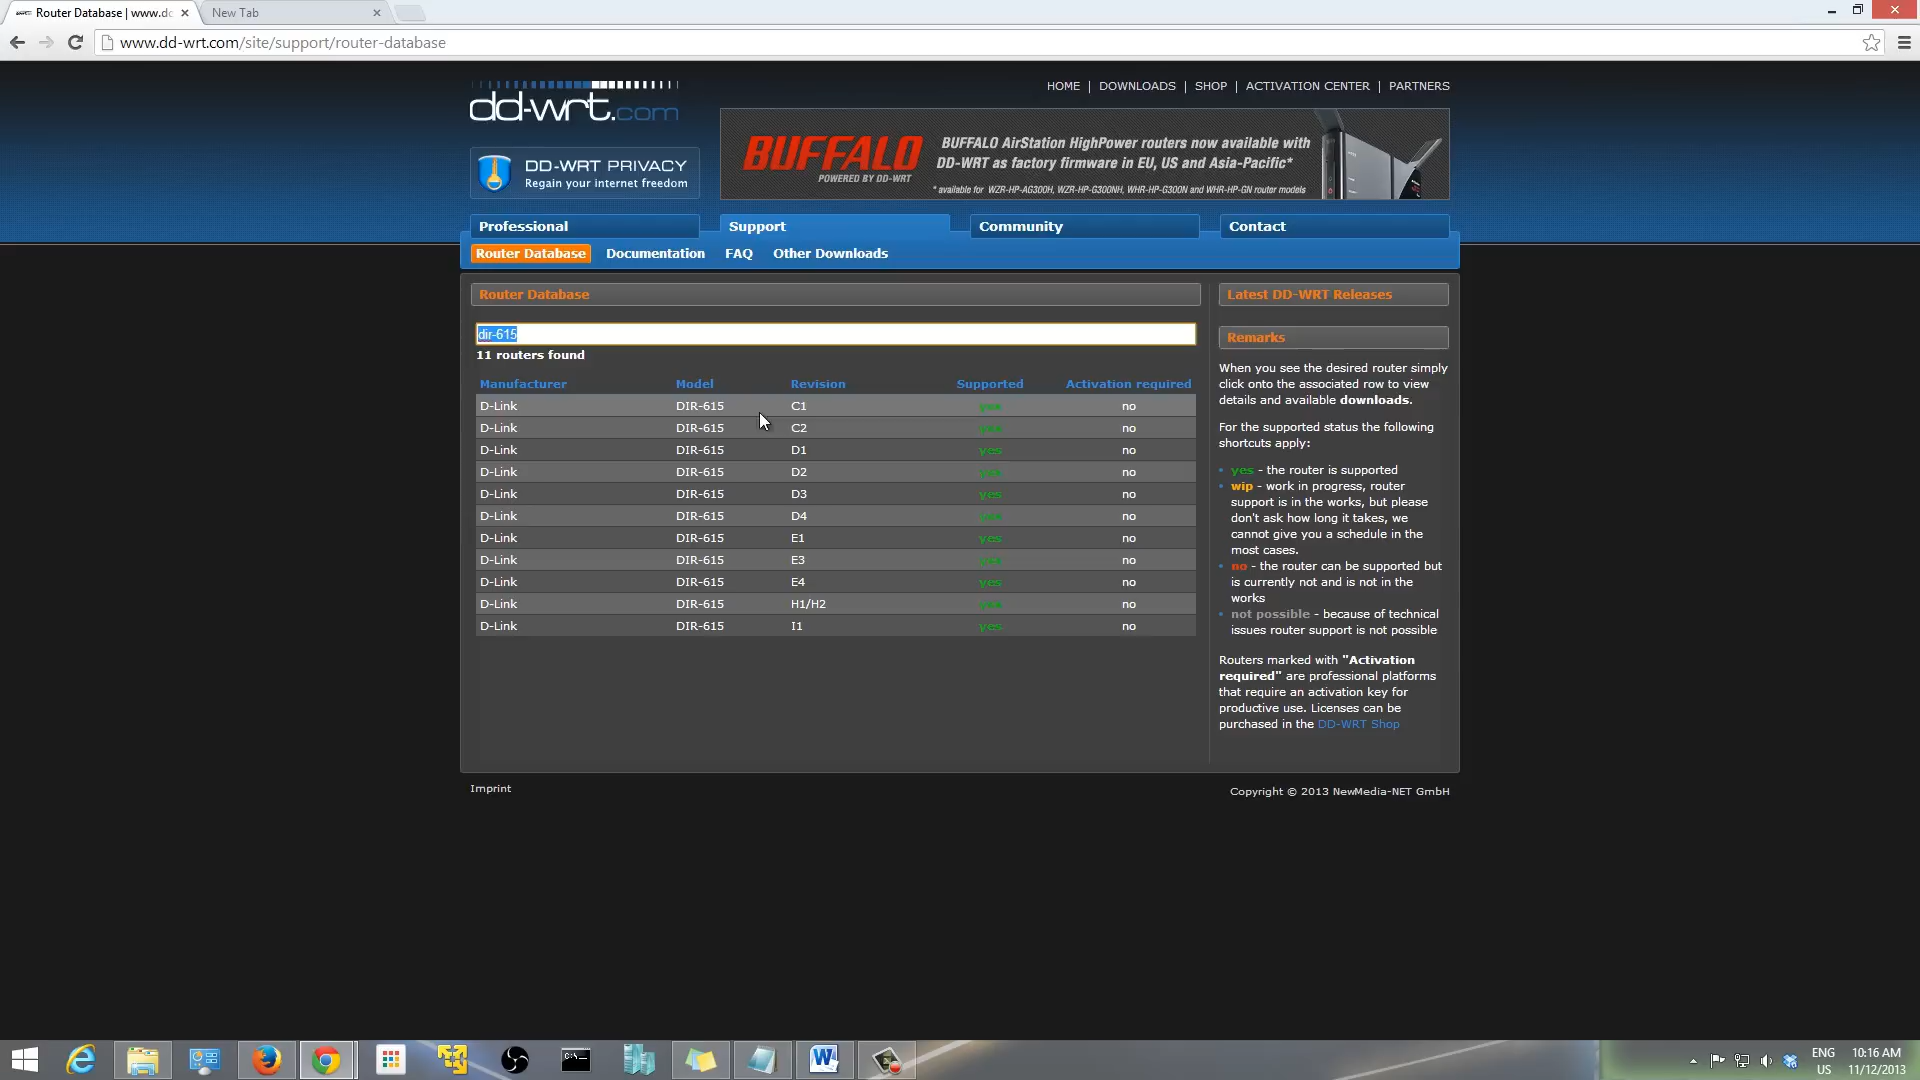 Router Database | www.dd
New Tab
www.dd-wrt.com/site/support/router-database
dd-wrt.com
HOME | DOWNLOADS | SHOP | ACTIVATION CENTER | PARTNERS
DD-WRT PRIVACY
Regain your internet freedom
BUFFALO
POWERED BY DD-WRT
BUFFALO AirStation HighPower routers now available with
DD-WRT as factory firmware in EU, US and Asia-Pacific*
* available for WZR-HP-AG300H, WZR-HP-G300NH, WHR-HP-G300N and WHR-HP-GN router models
Professional Support Community Contact
Router Database Documentation FAQ Other Downloads
Router Database
dir-615
11 routers found
Manufacturer Model Revision Supported Activation required
D-Link DIR-615 C1 yes no
D-Link DIR-615 C2 yes no
D-Link DIR-615 D1 yes no
D-Link DIR-615 D2 yes no
D-Link DIR-615 D3 yes no
D-Link DIR-615 D4 yes no
D-Link DIR-615 E1 yes no
D-Link DIR-615 E3 yes no
D-Link DIR-615 E4 yes no
D-Link DIR-615 H1/H2 yes no
D-Link DIR-615 I1 yes no
Latest DD-WRT Releases
Remarks
When you see the desired router simply
click onto the associated row to view
details and available downloads.
For the supported status the following
shortcuts apply:
yes - the router is supported
wip - work in progress, router
support is in the works, but please
don't ask how long it takes, we
cannot give you a schedule in the
most cases.
no - the router can be supported but
is currently not and is not in the
works
not possible - because of technical
issues router support is not possible
Routers marked with "Activation
required" are professional platforms
that require an activation key for
productive use. Licenses can be
purchased in the DD-WRT Shop
Imprint
Copyright © 2013 NewMedia-NET GmbH
ENG
US
10:16 AM
11/12/2013